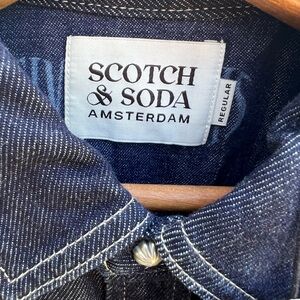 SCOTCH
& SODA
AMSTERDAM
REGULAR